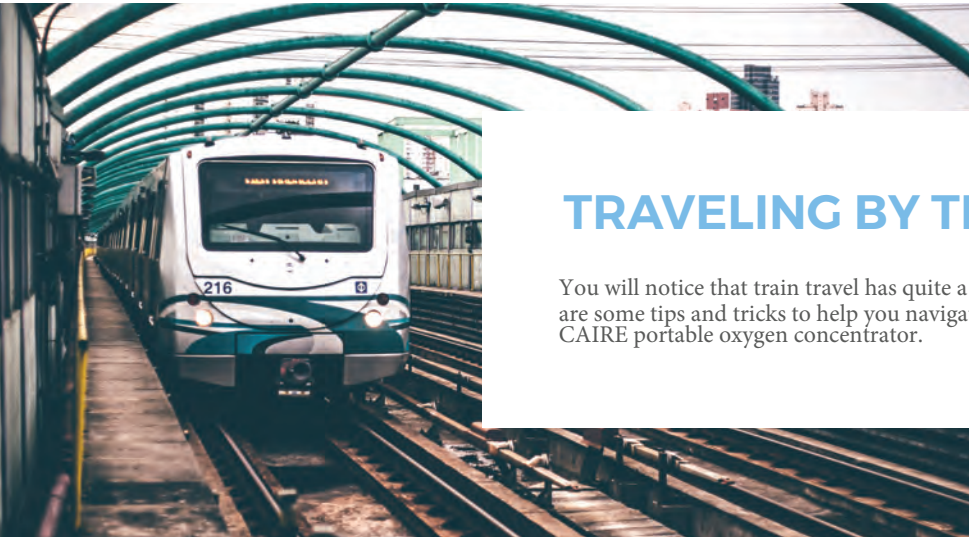 216
TRAVELING BY T
You will notice that train travel has quite a
are some tips and tricks to help you naviga
CAIRE portable oxygen concentrator.